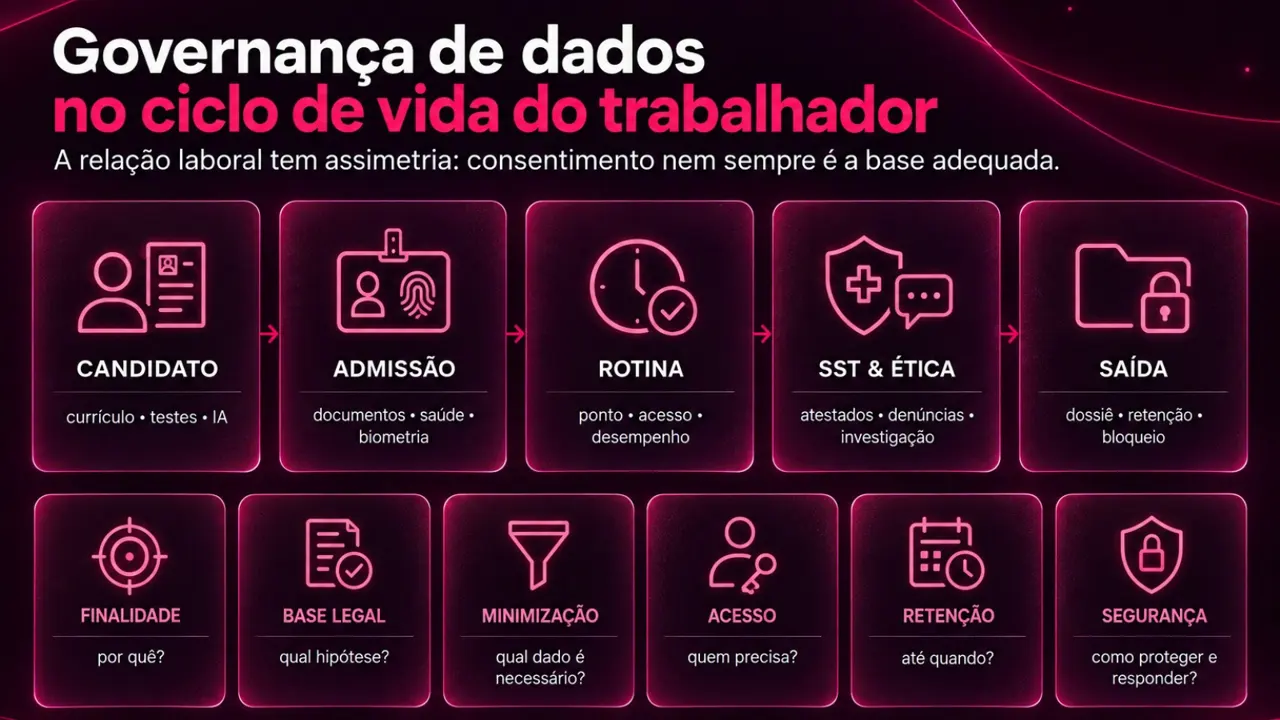 Governança de dados
no ciclo de vida do trabalhador
A relação laboral tem assimetria: consentimento nem sempre é a base adequada.
CANDIDATO
currículo • testes • IA
ADMISSÃO
documentos • saúde •
biometria
ROTINA
ponto • acesso •
desempenho
SST & ÉTICA
atestados • denúncias •
investigação
SAÍDA
dossiê • retenção •
bloqueio
FINALIDADE
por quê?
BASE LEGAL
qual hipótese?
MINIMIZAÇÃO
qual dado é
necessário?
ACESSO
quem precisa?
RETENÇÃO
até quando?
SEGURANÇA
como proteger e
responder?